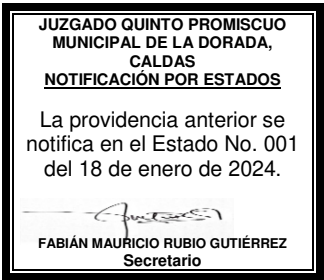 JUZGADO QUINTO PROMISCUO
MUNICIPAL DE LA DORADA,
CALDAS
NOTIFICACIÓN POR ESTADOS
La providencia anterior se
notifica en el Estado No. 001
del 18 de enero de 2024.
FABIÁN MAURICIO RUBIO GUTIÉRREZ
Secretario